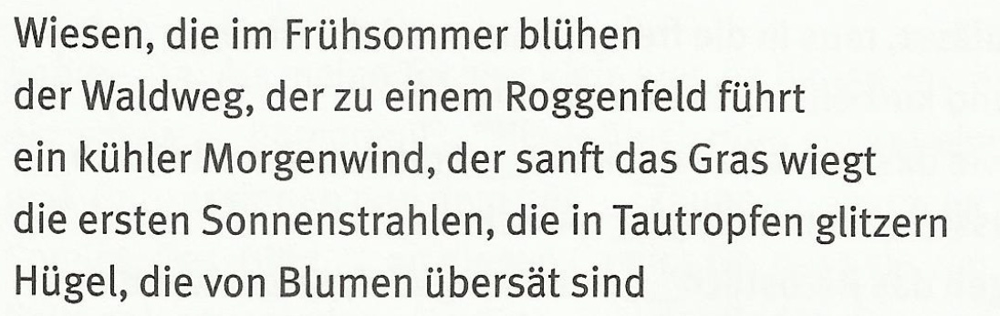 Wiesen, die im Frühsommer blühen
der Waldweg, der zu einem Roggenfeld führt
ein kühler Morgenwind, der sanft das Gras wiegt
die ersten Sonnenstrahlen, die in Tautropfen glitzern
Hügel, die von Blumen übersät sind